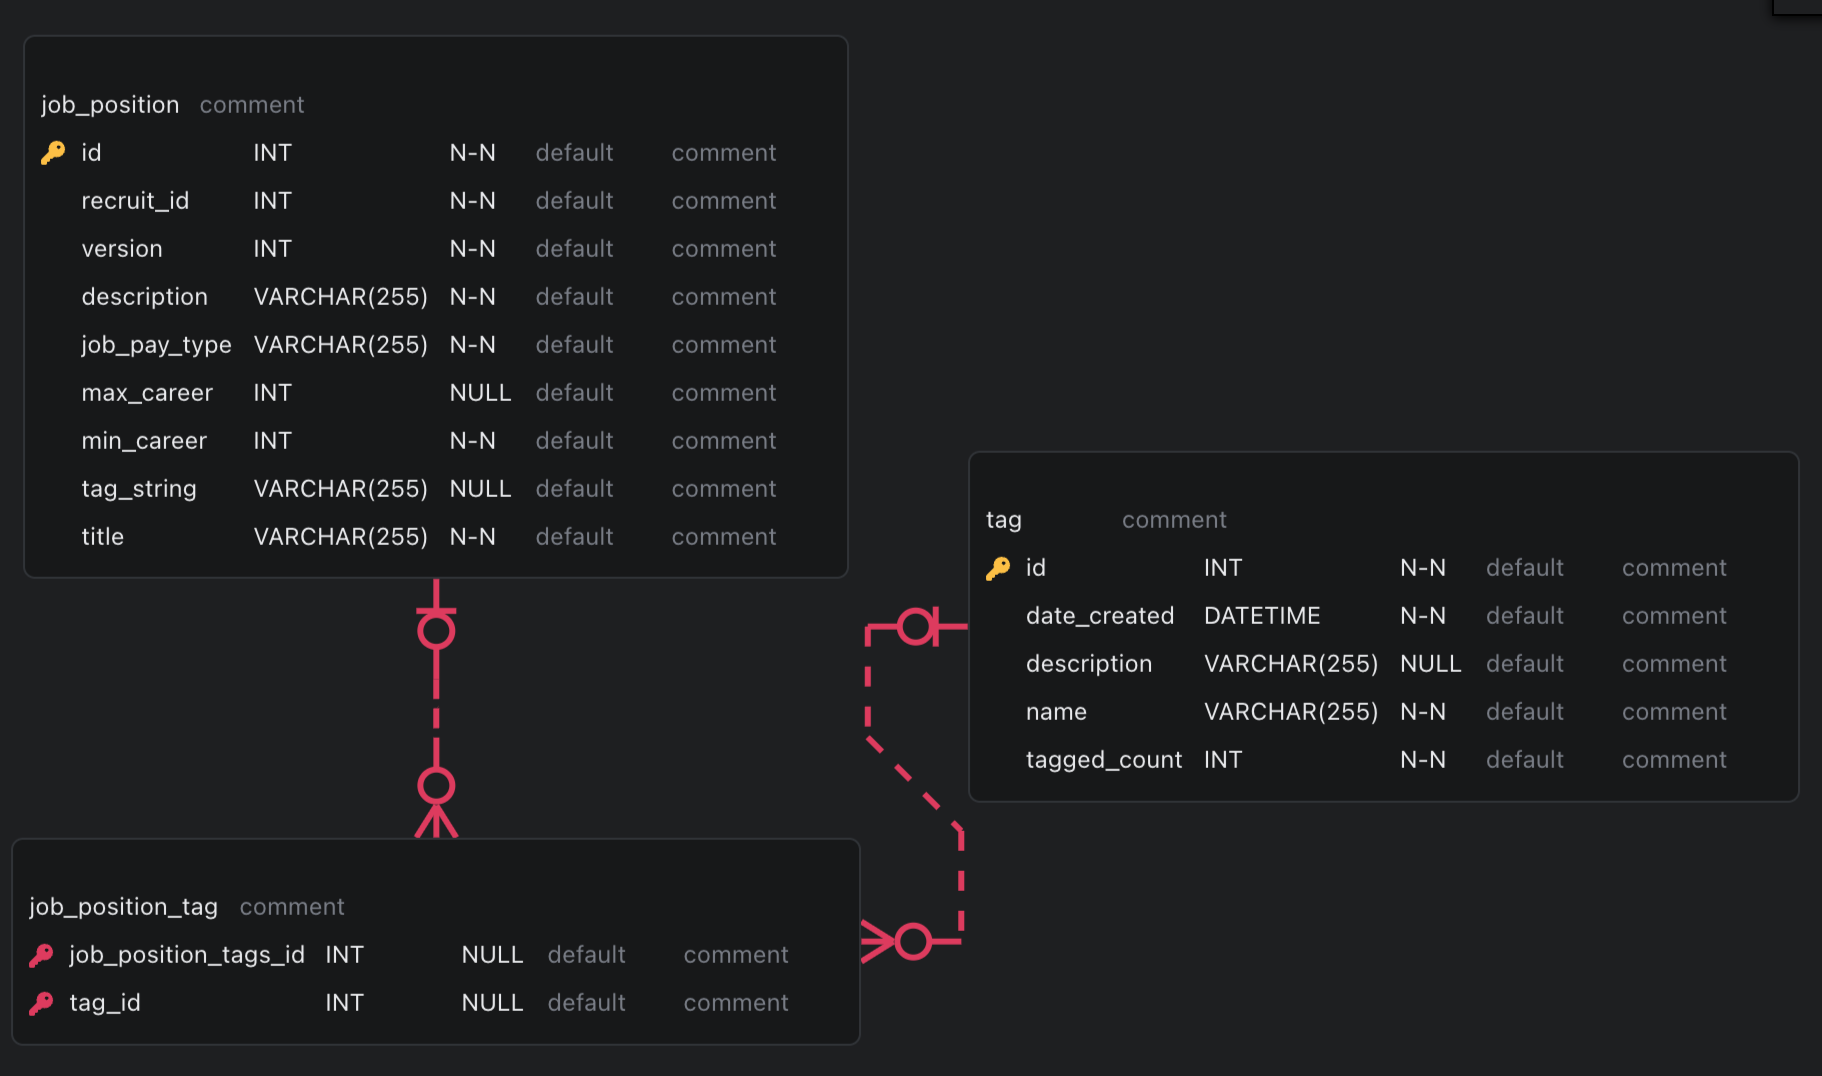 job_position comment
id INT N-N default comment
recruit_id INT N-N default comment
version INT N-N default comment
description VARCHAR(255) N-N default comment
job_pay_type VARCHAR(255) N-N default comment
max_career INT NULL default comment
min_career INT N-N default comment
tag_string VARCHAR(255) NULL default comment
title VARCHAR(255) N-N default comment
tag comment
id INT N-N default comment
date_created DATETIME N-N default comment
description VARCHAR(255) NULL default comment
name VARCHAR(255) N-N default comment
tagged_count INT N-N default comment
job_position_tag comment
job_position_tags_id INT NULL default comment
tag_id INT NULL default comment